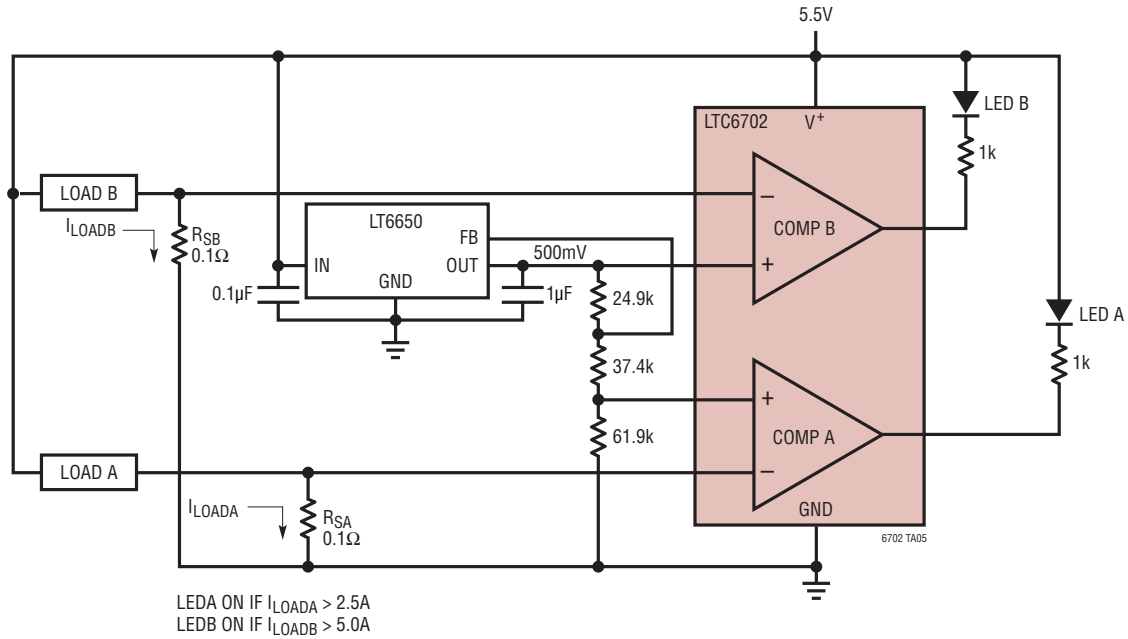 5.5V
LTC6702
V+
LED B
1k
LOAD B
ILOADB
RSB
0.1Ω
LT6650
FB
IN
OUT
GND
500mV
0.1µF
1µF
24.9k
37.4k
61.9k
−
COMP B
+
LED A
1k
+
COMP A
−
GND
LOAD A
ILOADA
RSA
0.1Ω
6702 TA05
LEDA ON IF ILOADA > 2.5A
LEDB ON IF ILOADB > 5.0A